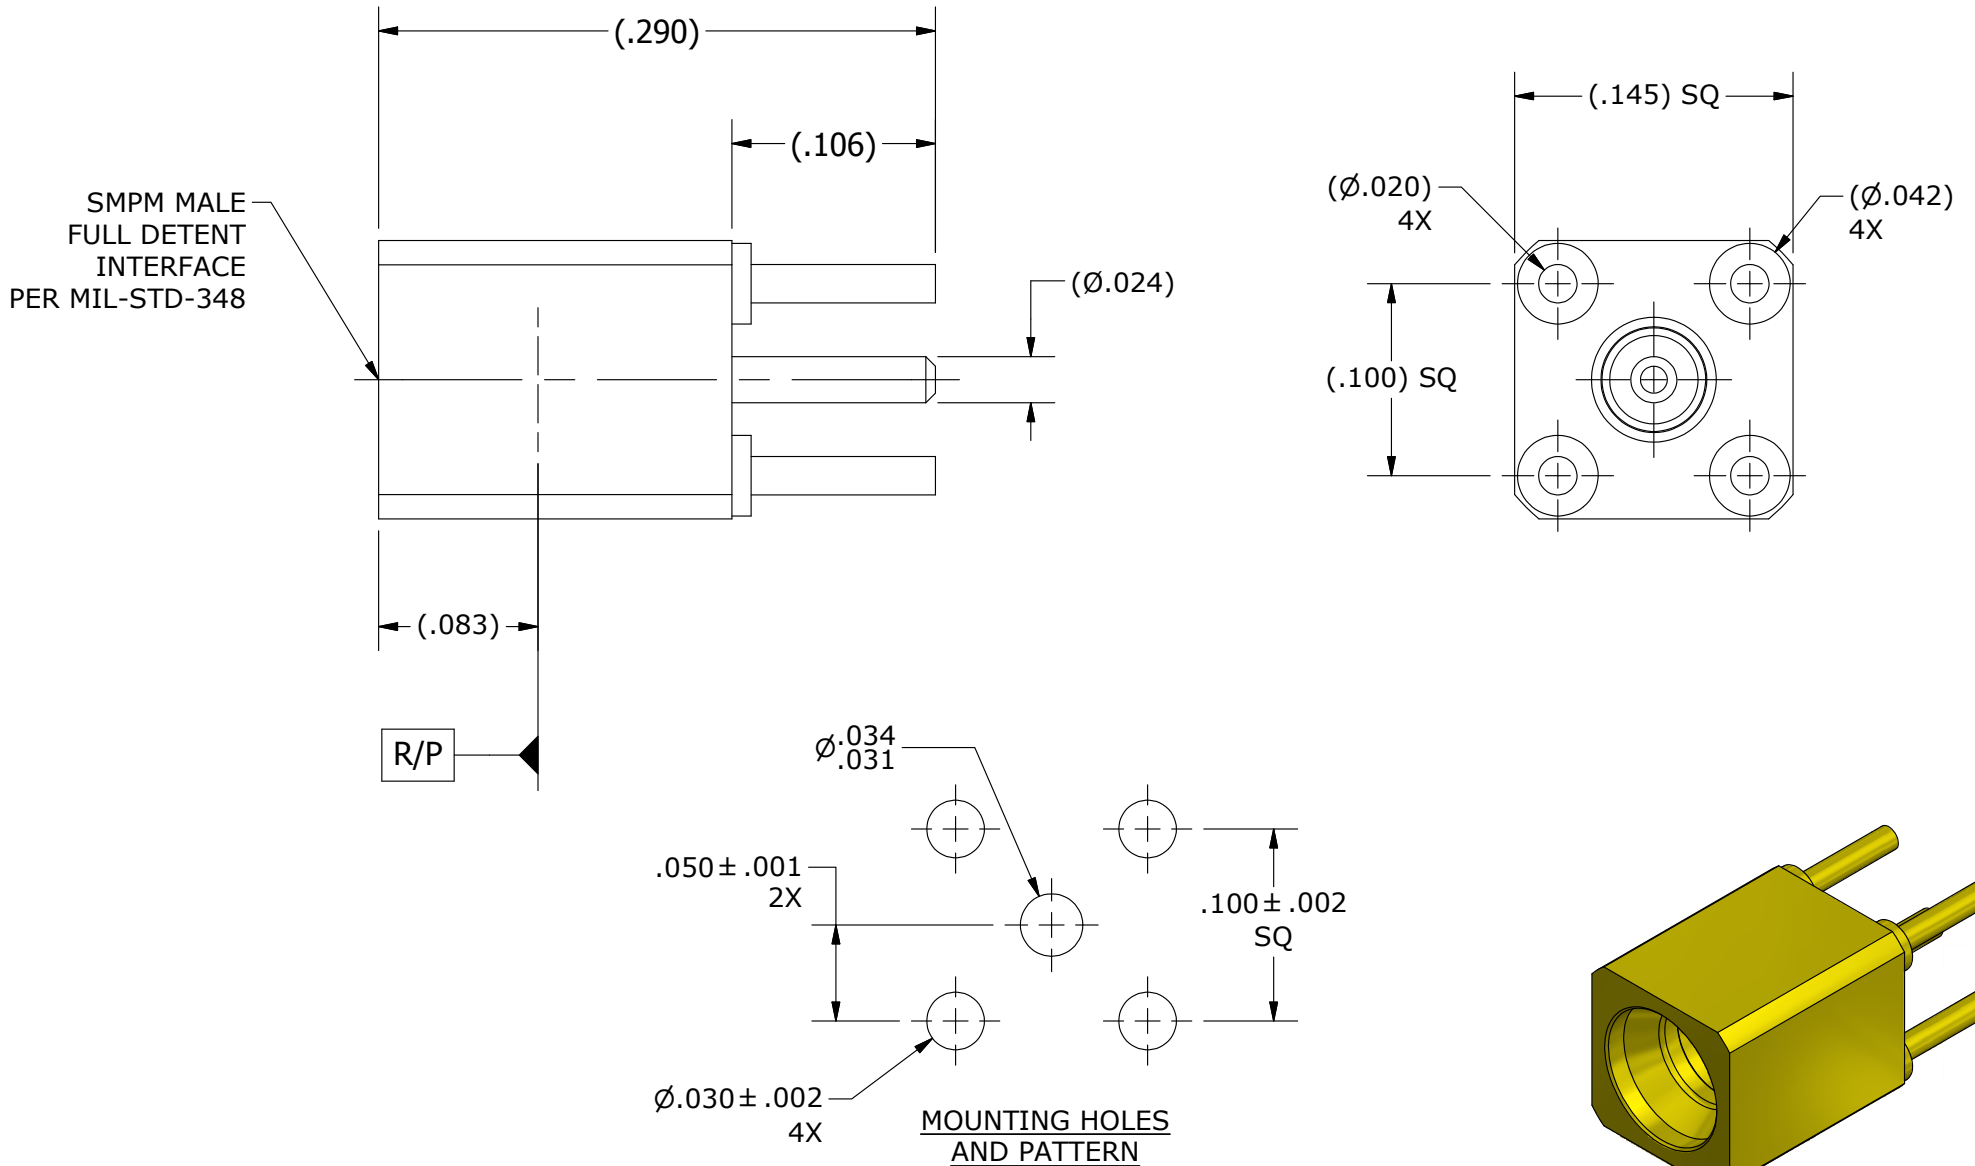 (.290)
(.106)
SMPM MALE
FULL DETENT
INTERFACE
PER MIL-STD-348
(Ø.024)
(.083)
R/P
(.145) SQ
(Ø.020)
4X
(Ø.042)
4X
(.100) SQ
Ø.034
.031
.050±.001
2X
.100±.002
SQ
Ø.030±.002
4X
MOUNTING HOLES
AND PATTERN